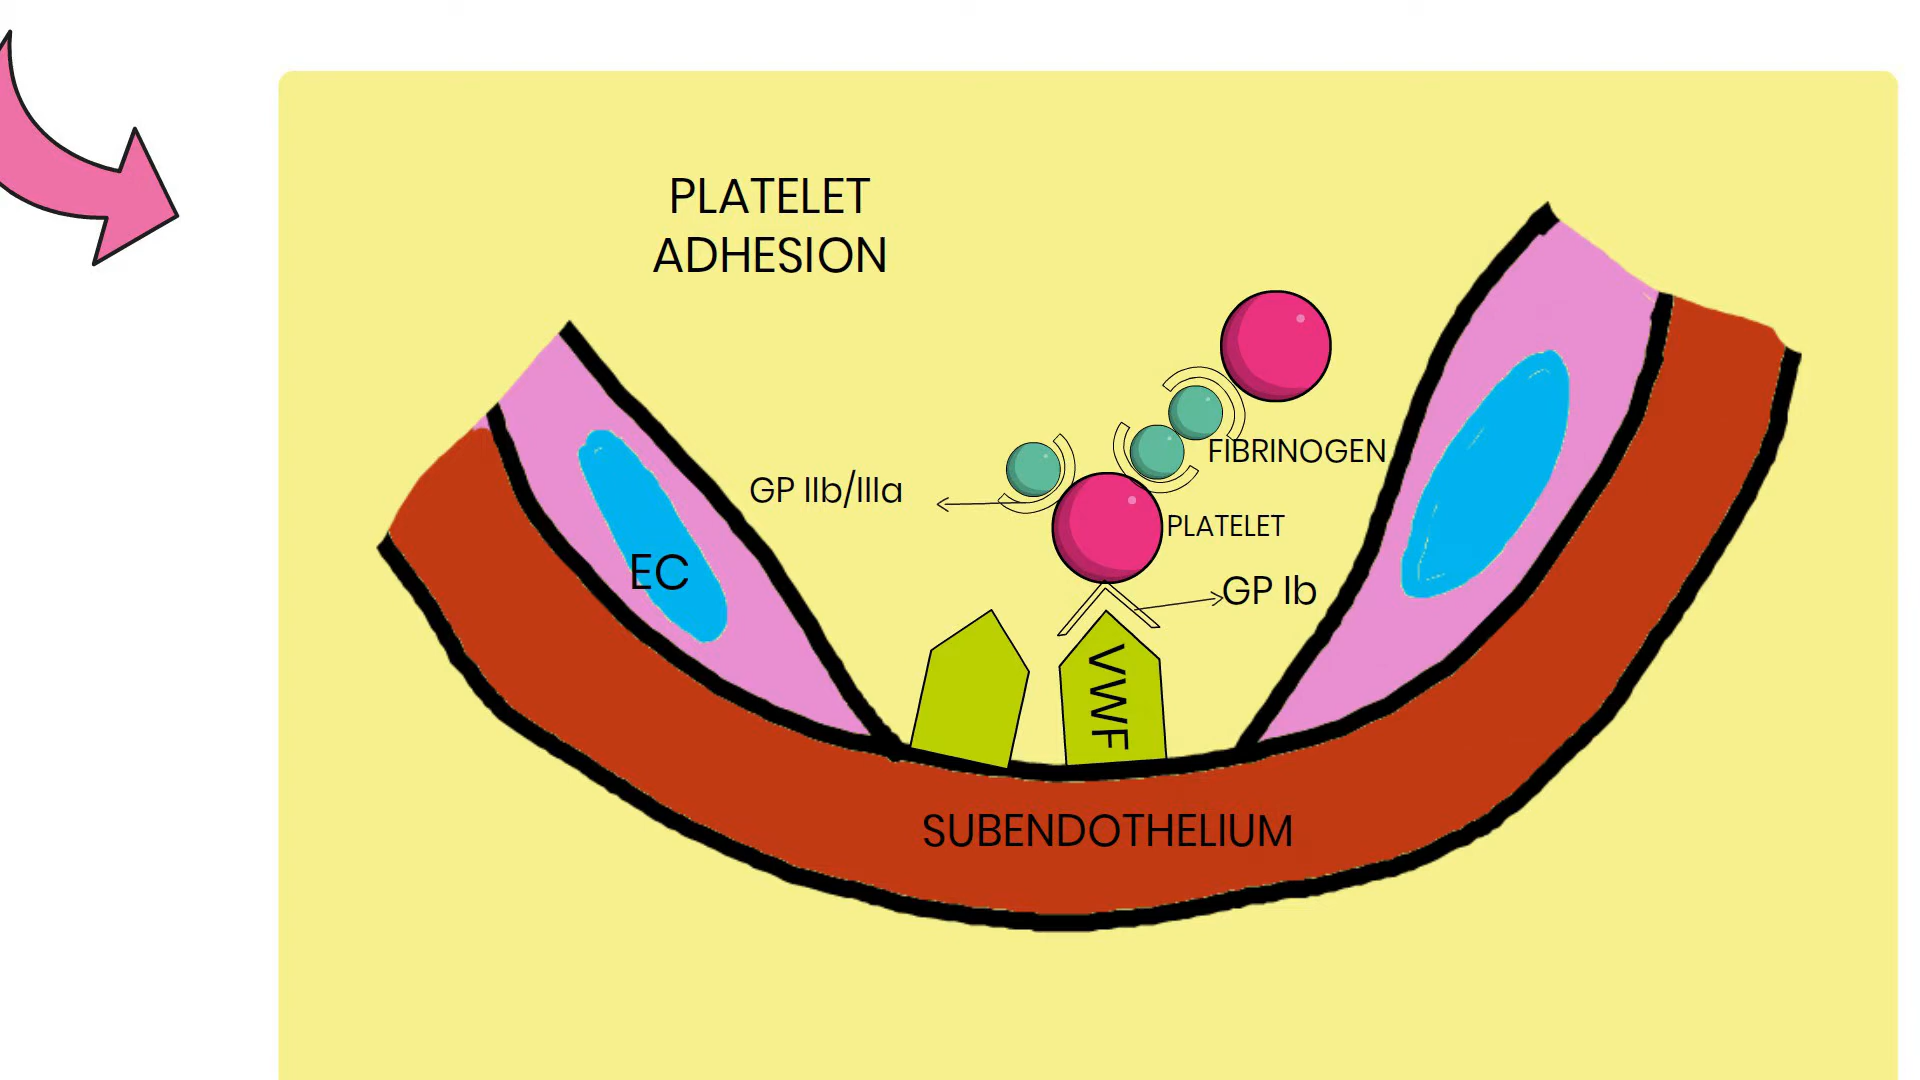 PLATELET
ADHESION
FIBRINOGEN
GP IIb/IIIa
PLATELET
EC
GP Ib
VWF
SUBENDOTHELIUM